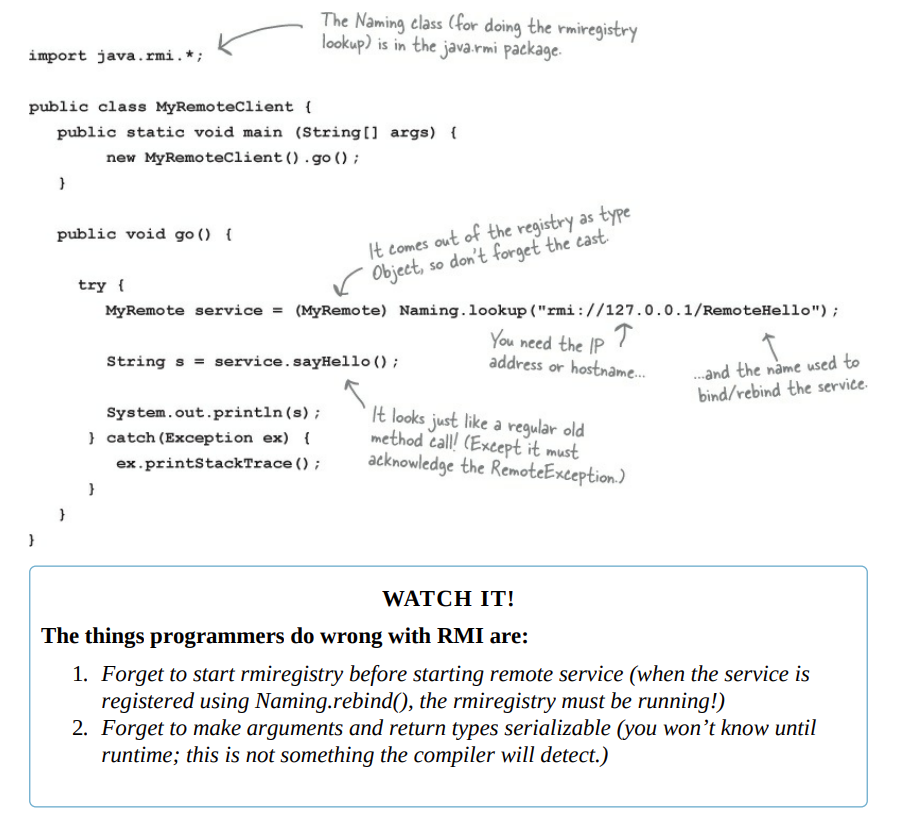 The Naming class (for doing the rmiregistry
lookup) is in the java.rmi package.
import java.rmi.*;
public class MyRemoteClient {
public static void main (String[] args) {
new MyRemoteClient().go();
}
public void go() {
It comes out of the registry as type
Object, so don't forget the cast.
try {
MyRemote service = (MyRemote) Naming.lookup("rmi://127.0.0.1/RemoteHello");
You need the IP
address or hostname...
...and the name used to
bind/rebind the service.
String s = service.sayHello();
System.out.println(s);
It looks just like a regular old
method call! (Except it must
acknowledge the RemoteException.)
} catch(Exception ex) {
ex.printStackTrace();
}
}
}
WATCH IT!
The things programmers do wrong with RMI are:
1. Forget to start rmiregistry before starting remote service (when the service is
registered using Naming.rebind(), the rmiregistry must be running!)
2. Forget to make arguments and return types serializable (you won’t know until
runtime; this is not something the compiler will detect.)